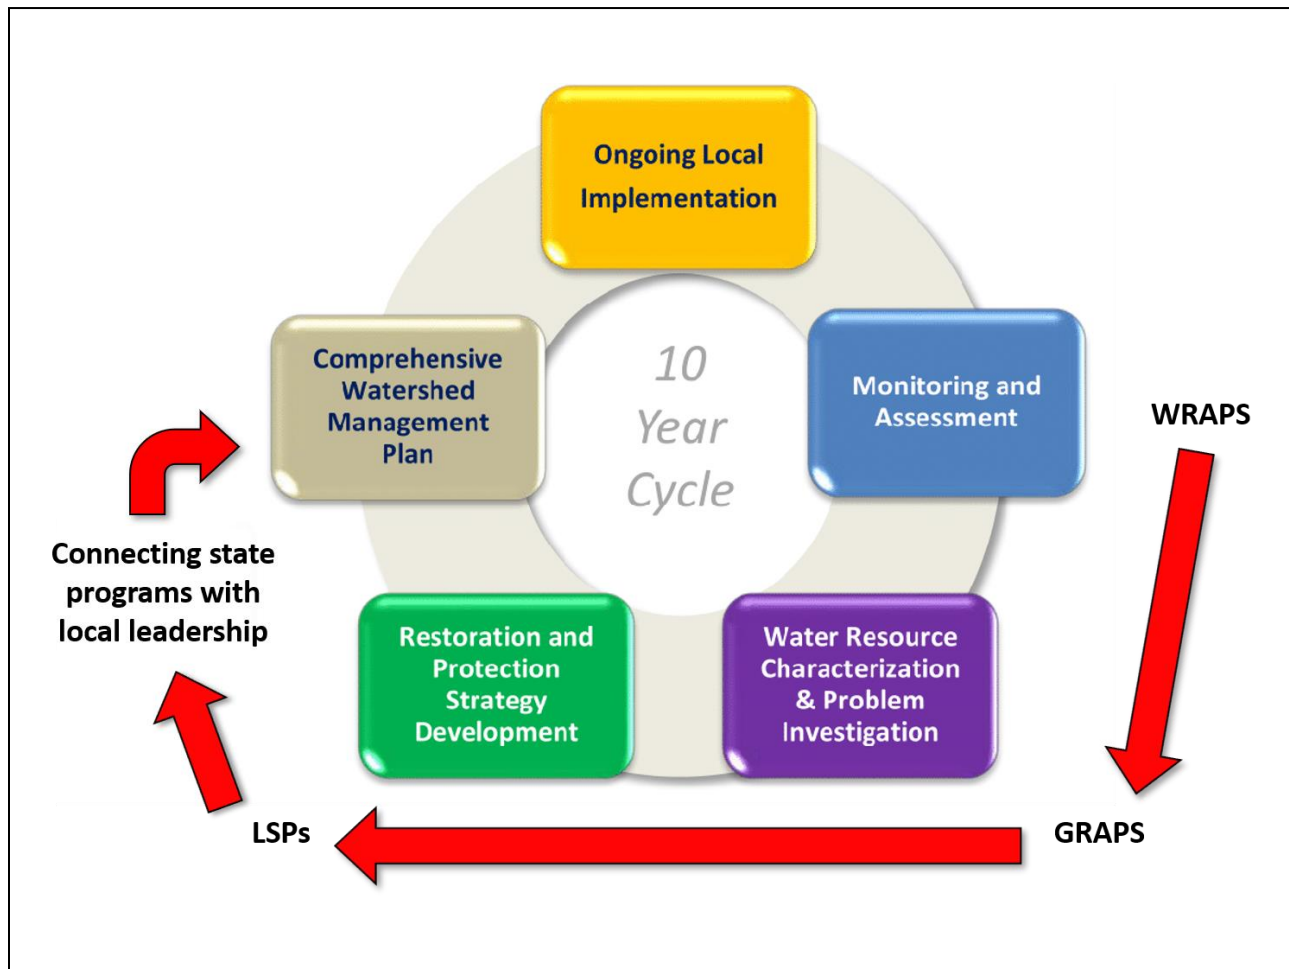 Ongoing Local
Implementation
Monitoring and
Assessment
Water Resource
Characterization
& Problem
Investigation
Restoration and
Protection
Strategy
Development
Comprehensive
Watershed
Management
Plan
10
Year
Cycle
WRAPS
GRAPS
LSPs
Connecting state
programs with
local leadership